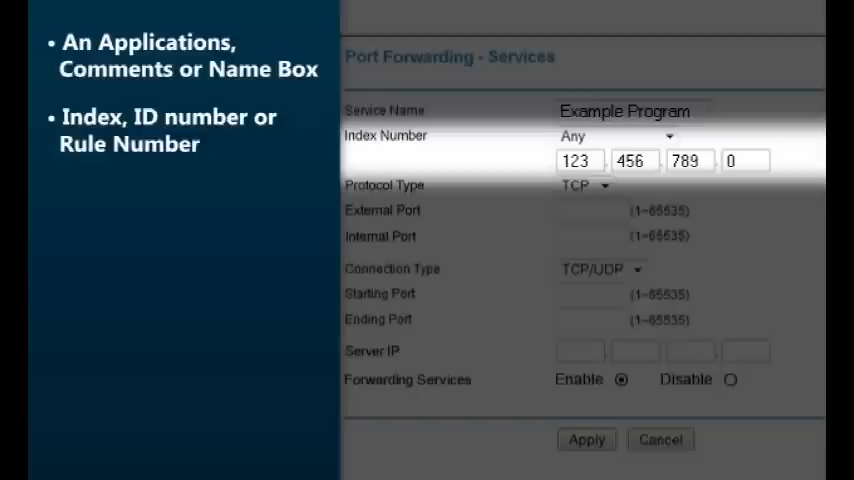 • An Applications,
Comments or Name Box
• Index, ID number or
Rule Number
Port Forwarding - Services
Service Name Example Program
Index Number Any
123 . 456 . 789 . 0
Protocol Type TCP
External Port (1~65535)
Internal Port (1~65535)
Connection Type TCP/UDP
Starting Port (1~65535)
Ending Port (1~65535)
Server IP
Forwarding Services Enable Disable
Apply Cancel